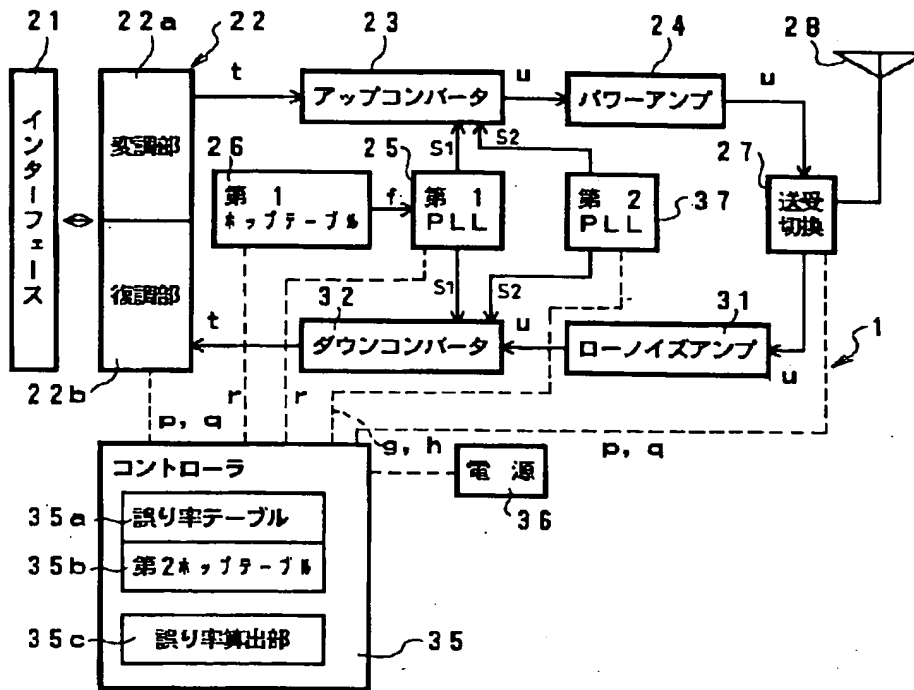 21
22a
22
23
24
28
t
u
u
インターフェース
変調部
アップコンバータ
パワーアンプ
26
25
S1
S2
27
第1
ホップテーブル
f
第1
PLL
第2
PLL
37
送受
切換
復調部
t
32
S1
S2
u
31
ダウンコンバータ
ローノイズアンプ
1
22b
u
p, q
r
r
g, h
p, q
コントローラ
電源
36
35a
誤り率テーブル
35b
第2ホップテーブル
35c
誤り率算出部
35